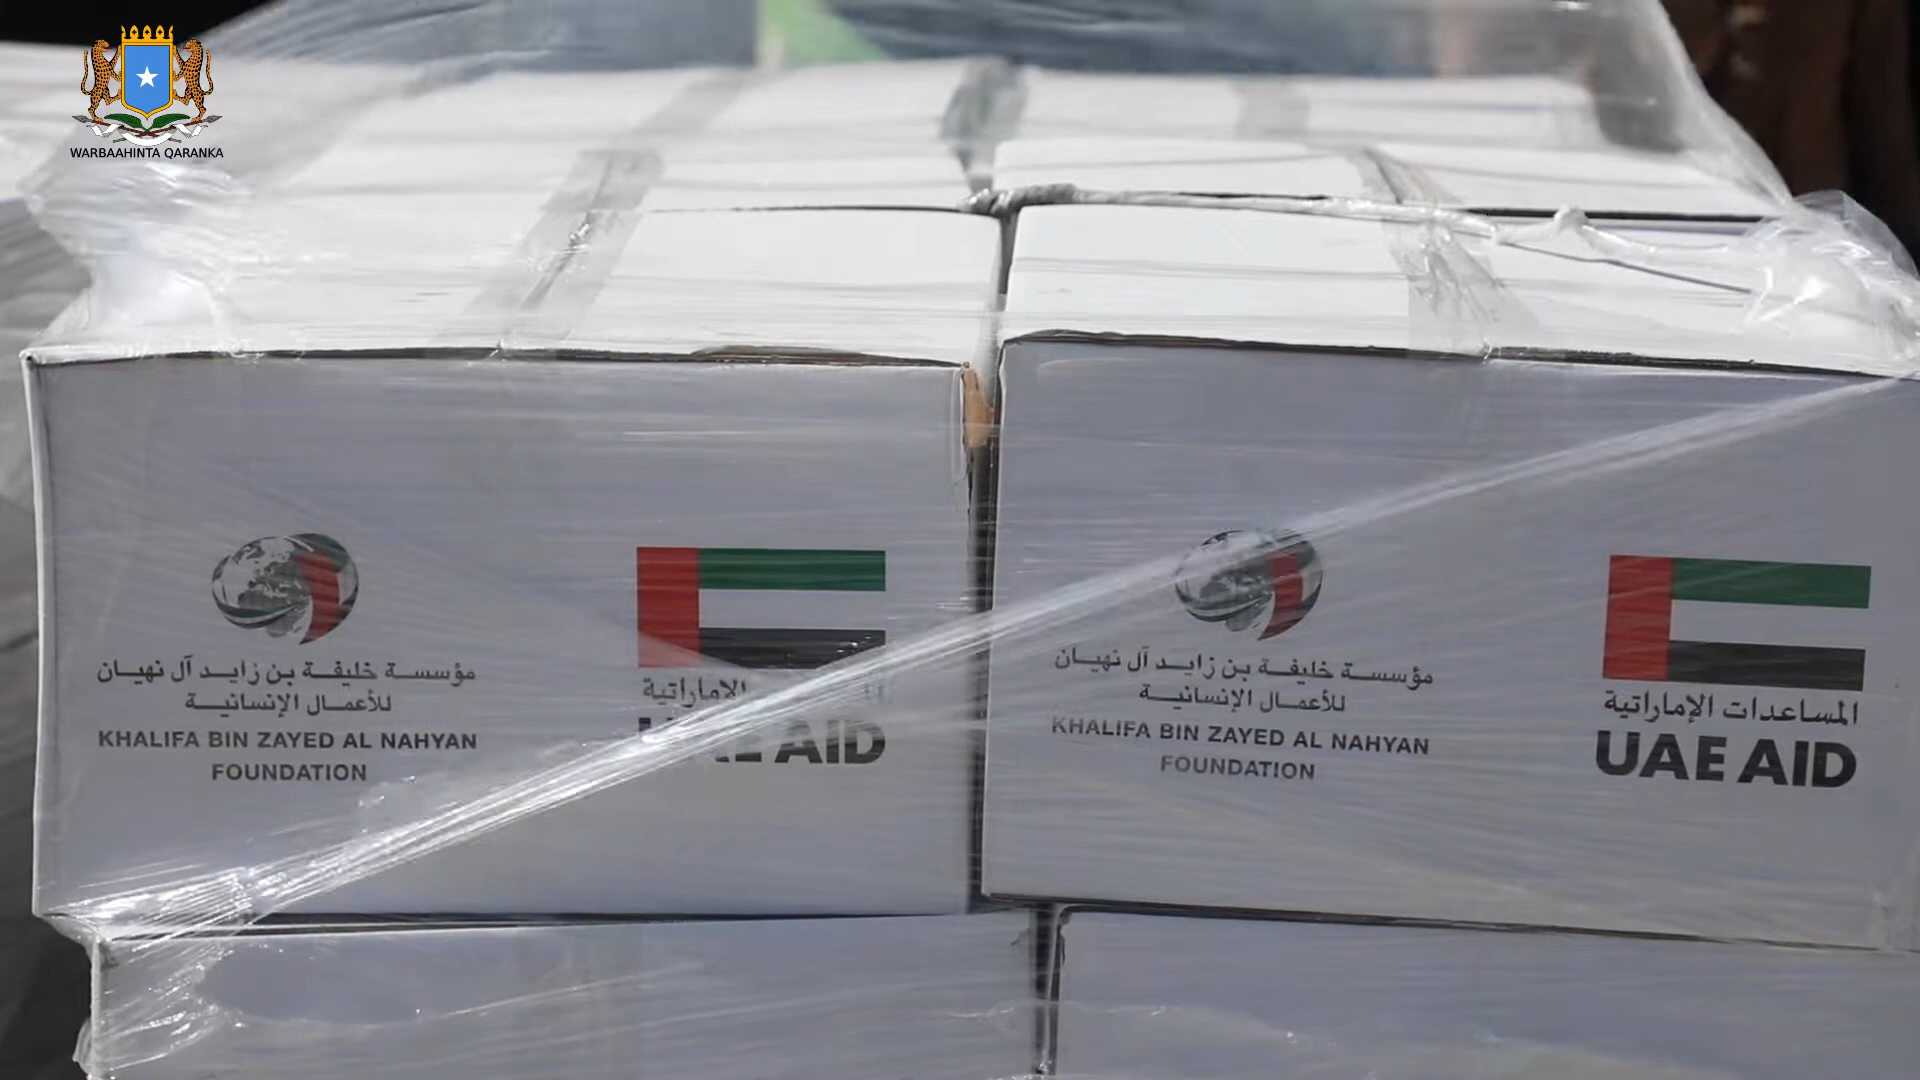 WARBAAHINTA QARANKA
مؤسسة خليفة بن زايد آل نهيان
للأعمال الإنسانية
KHALIFA BIN ZAYED AL NAHYAN
FOUNDATION
الإماراتية
AID
مؤسسة خليفة بن زايد آل نهيان
للأعمال الإنسانية
KHALIFA BIN ZAYED AL NAHYAN
FOUNDATION
المساعدات الإماراتية
UAE AID